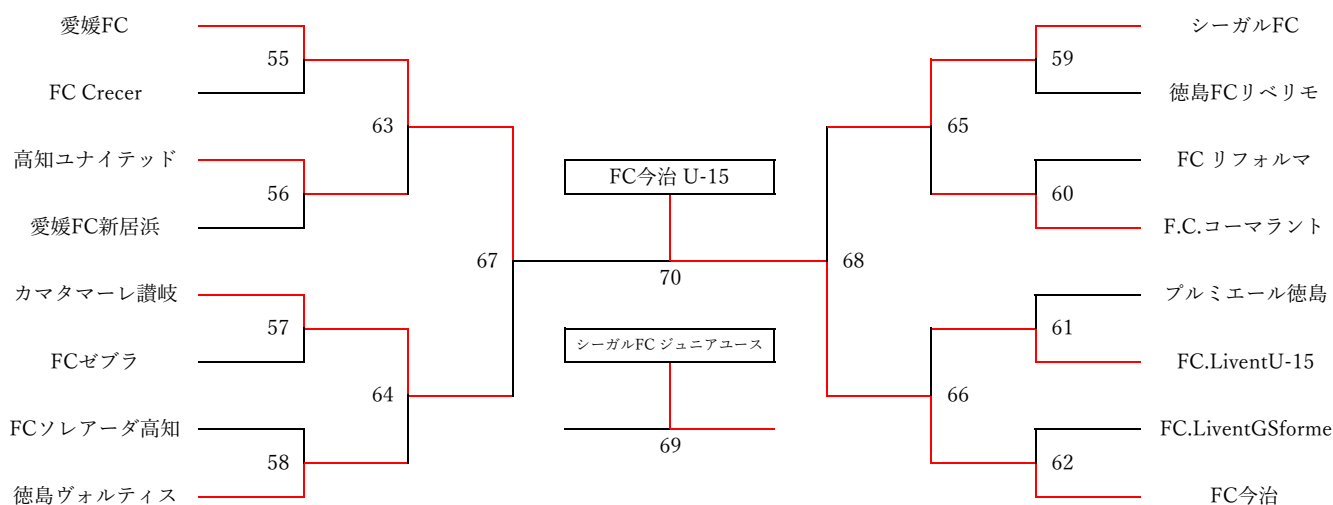 愛媛FC
55
FC Crecer
63
高知ユナイテッド
56
愛媛FC新居浜
67
カマタマーレ讃岐
57
FCゼブラ
64
FCソレアーダ高知
58
徳島ヴォルティス
FC今治 U-15
70
シーガルFC ジュニアユース
69
シーガルFC
59
徳島FCリベリモ
65
FC リフォルマ
60
F.C.コーマラント
68
プルミエール徳島
61
FC.LiventU-15
66
FC.LiventGSforme
62
FC今治